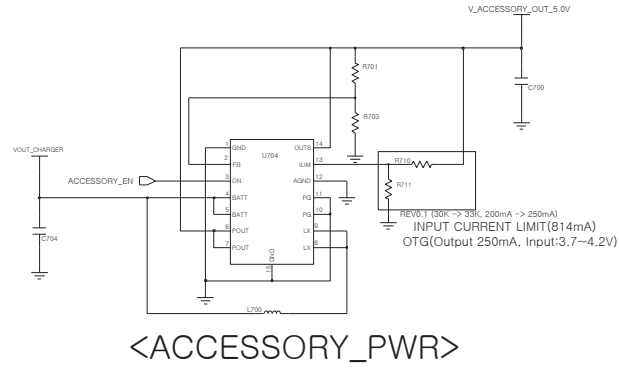 V_ACCESSORY_OUT_5.0V
R701
C700
R703
VOUT_CHARGER
1 GND OUTS 14
U704
2 FB ILIM 13
R710
ACCESSORY_EN
3 ON AGND 12
R711
4 BATT PG 11
5 BATT PG 10
REV0.1 (30K -> 33K, 200mA -> 250mA)
6 POUT LX 9
INPUT CURRENT LIMIT(814mA)
C704
7 POUT LX 8
OTG(Output 250mA, Input:3.7~4.2V)
GND
15
L700
<ACCESSORY_PWR>